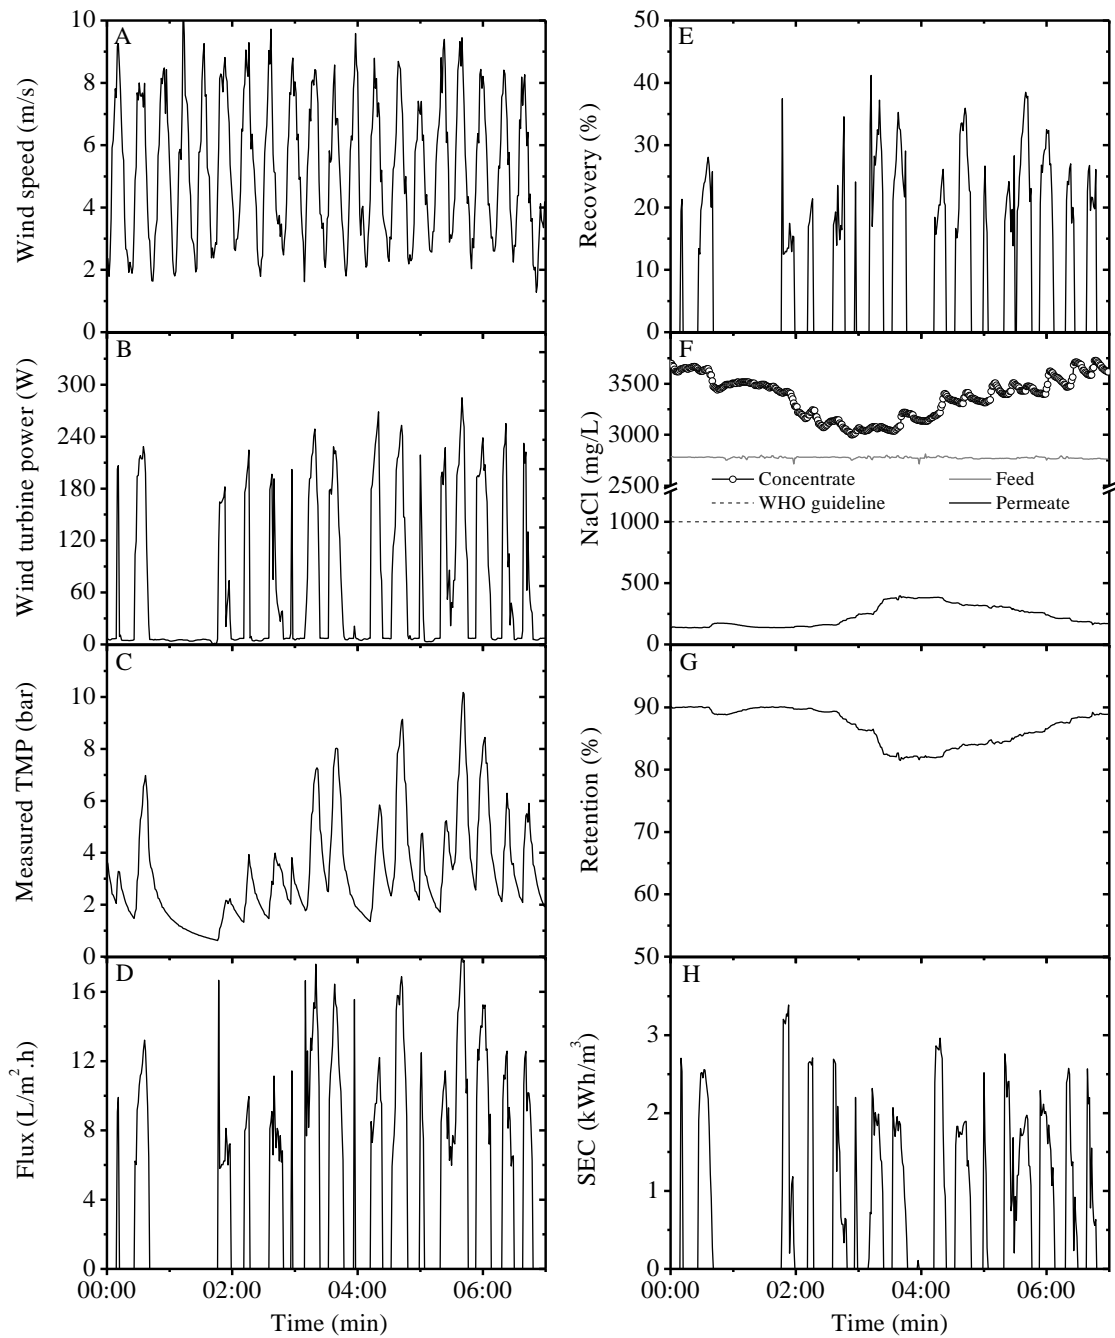 A
Wind speed (m/s)
10
8
6
4
2
0
B
Wind turbine power (W)
300
240
180
120
60
0
C
Measured TMP (bar)
10
8
6
4
2
0
D
Flux (L/m².h)
16
12
8
4
0
00:00 02:00 04:00 06:00
Time (min)
E
Recovery (%)
50
40
30
20
10
0
F
NaCl (mg/L)
3500
3000
2500
1000
500
0
Concentrate Feed
WHO guideline Permeate
G
Retention (%)
90
80
70
60
50
H
SEC (kWh/m³)
3
2
1
0
00:00 02:00 04:00 06:00
Time (min)